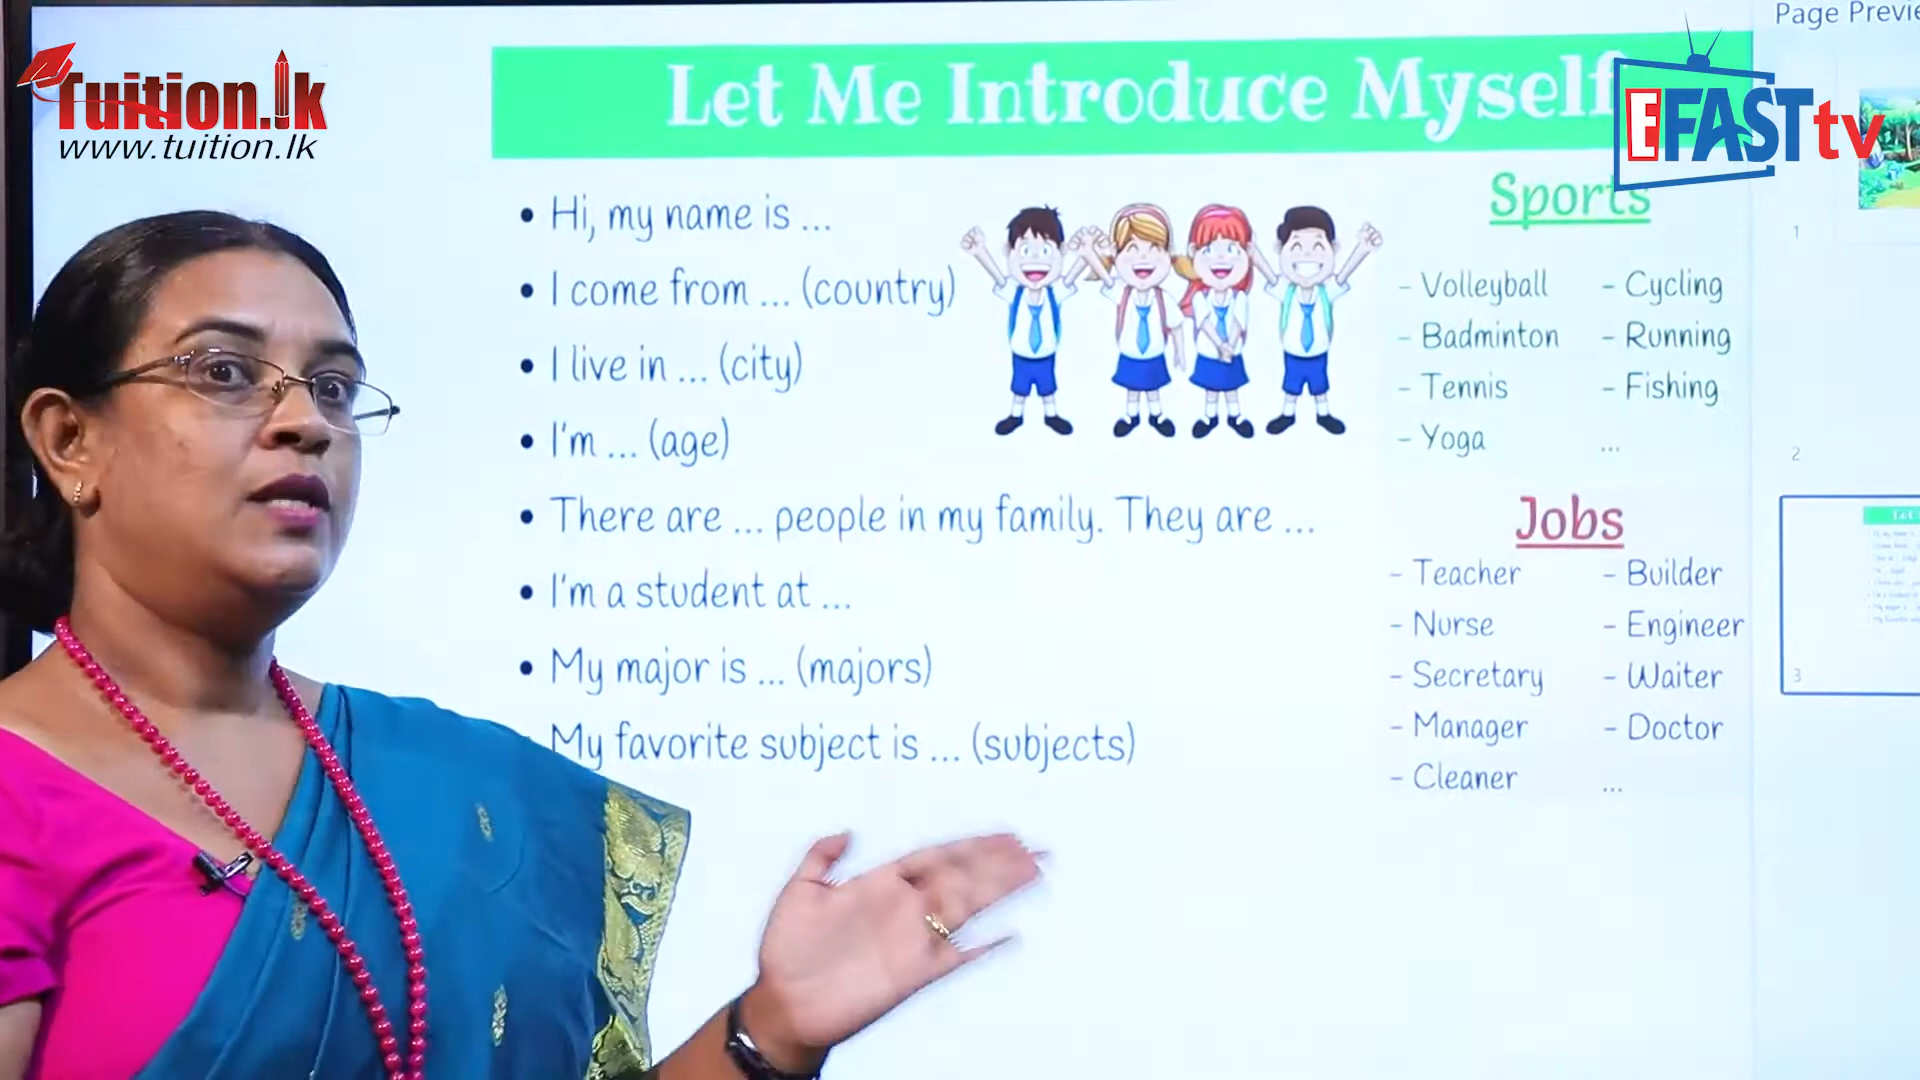 Tuition.lk
www.tuition.lk
Page Previe
Let Me Introduce Myself
EFAST tv
Hi, my name is ...
I come from ... (country)
I live in ... (city)
I'm ... (age)
There are ... people in my family. They are ...
I'm a student at ...
My major is ... (majors)
My favorite subject is ... (subjects)
Sports
- Volleyball
- Badminton
- Tennis
- Yoga
- Cycling
- Running
- Fishing
...
Jobs
- Teacher
- Nurse
- Secretary
- Manager
- Cleaner
- Builder
- Engineer
- Waiter
- Doctor
...
1
2
3